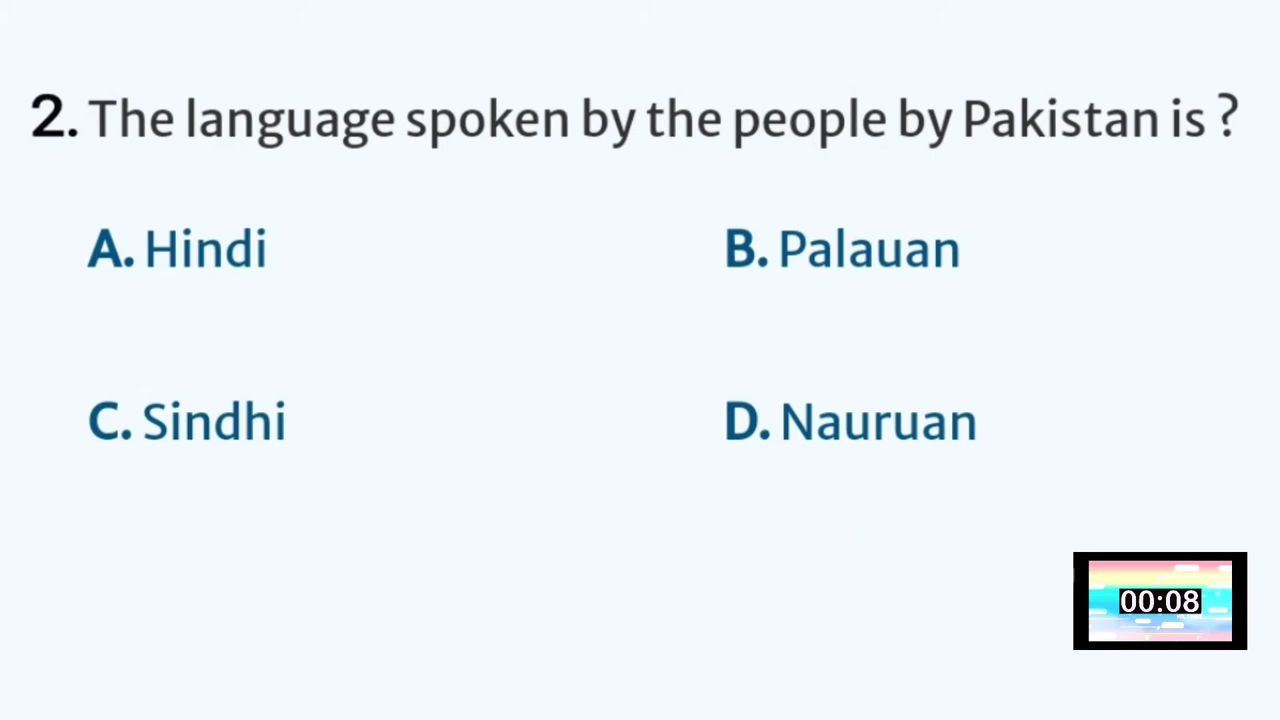 2. The language spoken by the people by Pakistan is ?
A. Hindi
B. Palauan
C. Sindhi
D. Nauruan
00:08